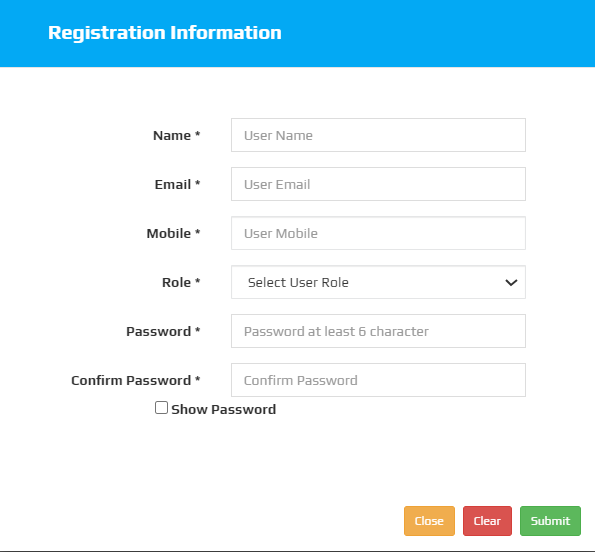 Registration Information
Name * User Name
Email * User Email
Mobile * User Mobile
Role * Select User Role
Password * Password at least 6 character
Confirm Password * Confirm Password
Show Password
Close Clear Submit